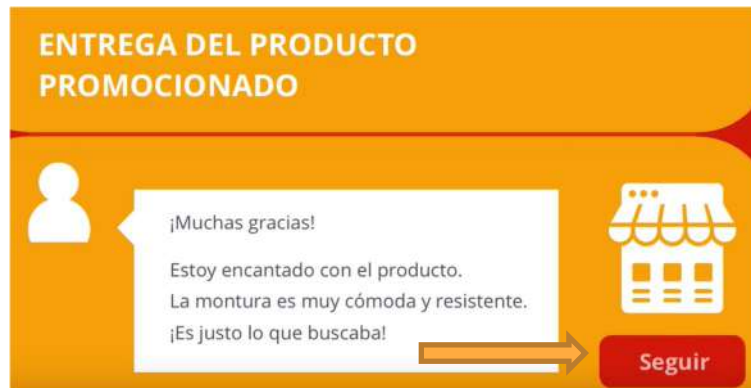 ENTREGA DEL PRODUCTO
PROMOCIONADO
¡Muchas gracias!
Estoy encantado con el producto.
La montura es muy cómoda y resistente.
¡Es justo lo que buscaba!
Seguir